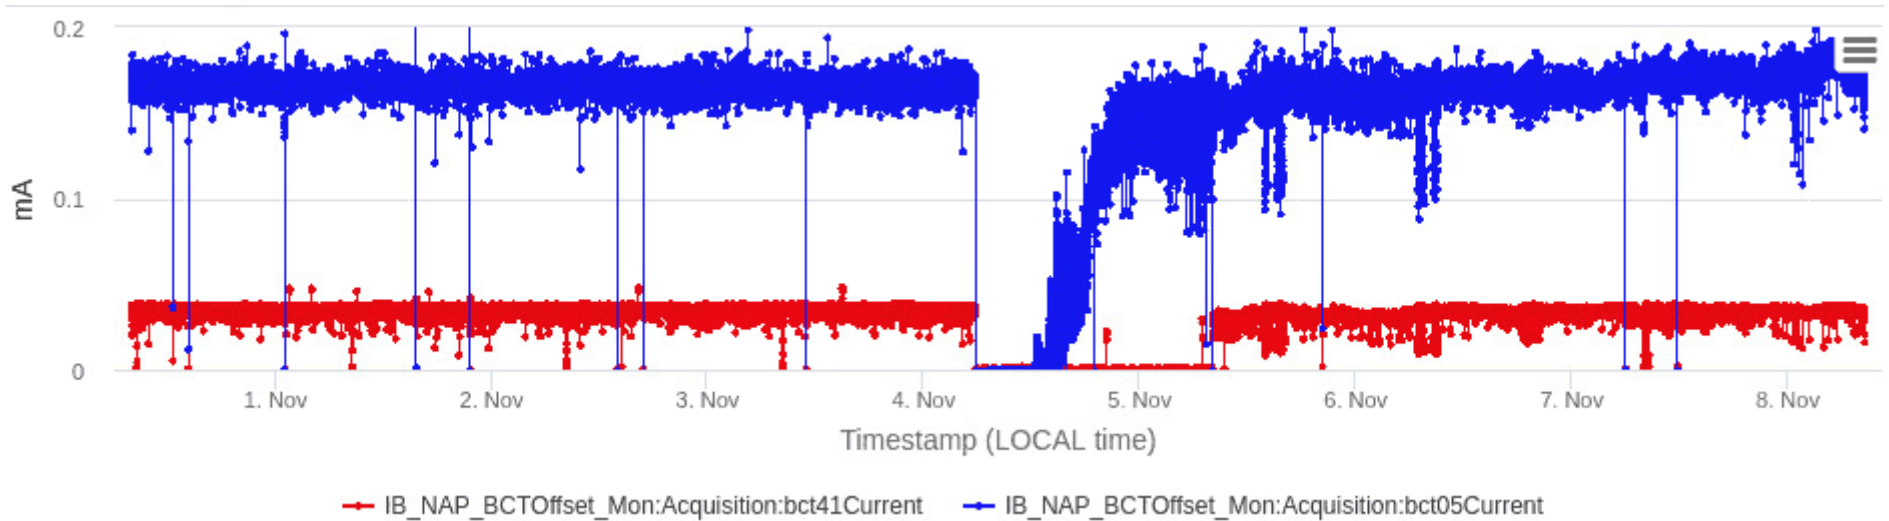 0.2
0.1
0
mA
1. Nov 2. Nov 3. Nov 4. Nov 5. Nov 6. Nov 7. Nov 8. Nov
Timestamp (LOCAL time)
IB_NAP_BCTOffset_Mon:Acquisition:bct41Current IB_NAP_BCTOffset_Mon:Acquisition:bct05Current